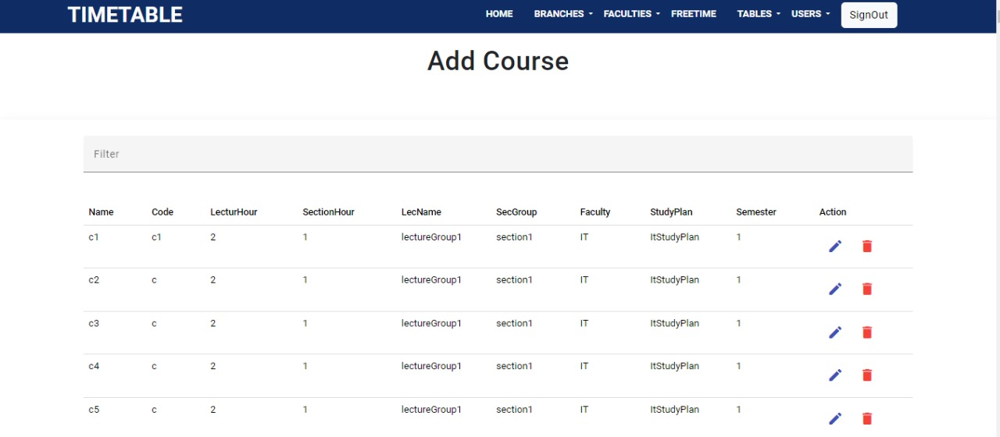 TIMETABLE HOME BRANCHES FACULTIES FREETIME TABLES USERS SignOut
Add Course
Filter
Name Code LecturHour SectionHour LecName SecGroup Faculty StudyPlan Semester Action
c1 c1 2 1 lectureGroup1 section1 IT ItStudyPlan 1
c2 c 2 1 lectureGroup1 section1 IT ItStudyPlan 1
c3 c 2 1 lectureGroup1 section1 IT ItStudyPlan 1
c4 c 2 1 lectureGroup1 section1 IT ItStudyPlan 1
c5 c 2 1 lectureGroup1 section1 IT ItStudyPlan 1